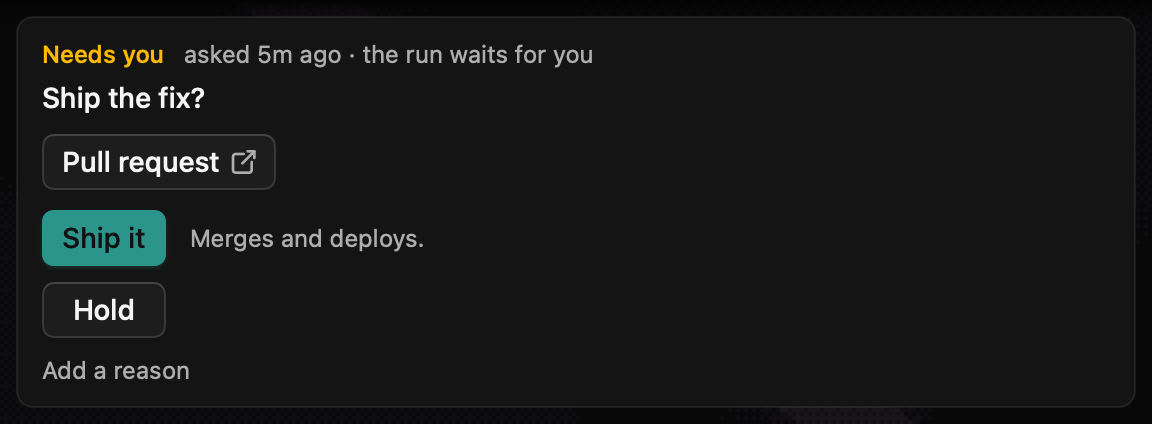 Needs you asked 5m ago · the run waits for you
Ship the fix?
Pull request
Ship it Merges and deploys.
Hold
Add a reason